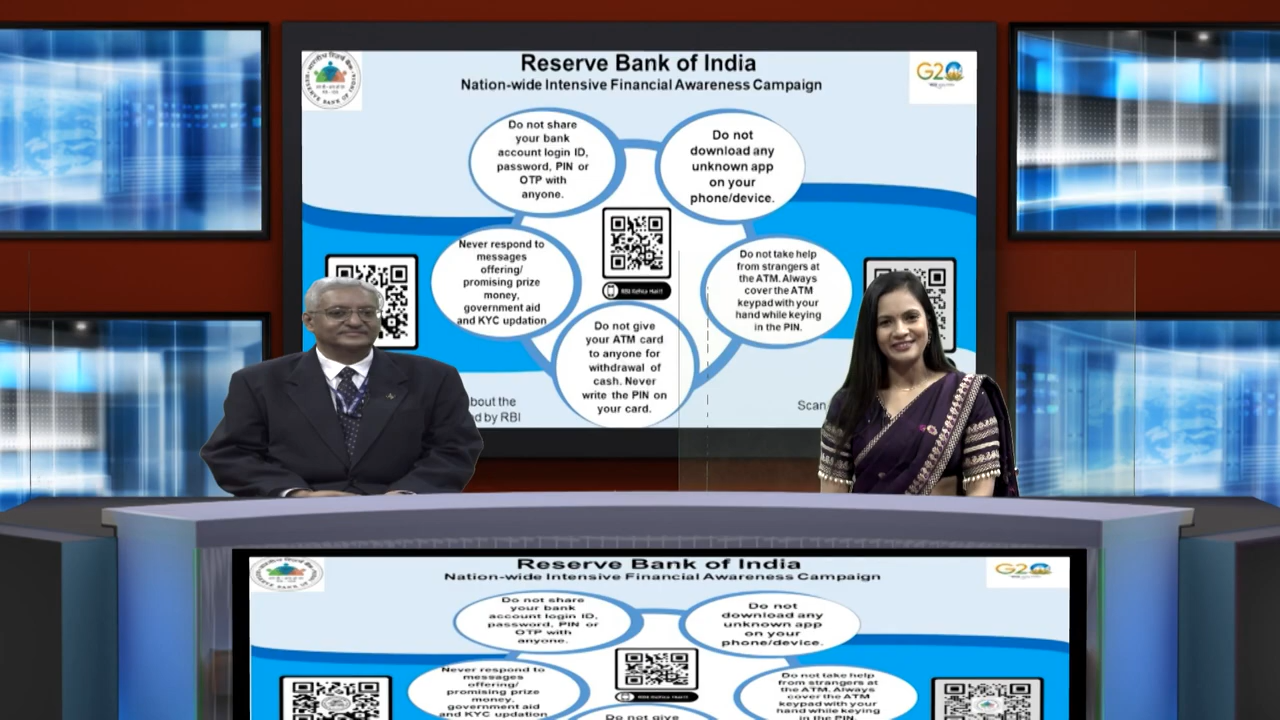 Reserve Bank of India
Nation-wide Intensive Financial Awareness Campaign
G20
Do not share
your bank
account login ID,
password, PIN or
OTP with
anyone.
Do not
download any
unknown app
on your
phone/device.
Never respond to
messages
offering/
promising prize
money,
government aid
and KYC updation
Do not take help
from strangers at
the ATM. Always
cover the ATM
keypad with your
hand while keying
in the PIN.
Do not give
your ATM card
to anyone for
withdrawal of
cash. Never
write the PIN on
your card.
bout the
d by RBI
Scan
Reserve Bank of India
Nation-wide Intensive Financial Awareness Campaign
G20
Do not share
your bank
account login ID,
password, PIN or
OTP with
anyone.
Do not
download any
unknown app
on your
phone/device.
Never respond to
messages
offering/
promising prize
money,
government aid
and KYC updation
Do not take help
from strangers at
the ATM. Always
cover the ATM
keypad with your
hand while keying
in the PIN.
Do not give